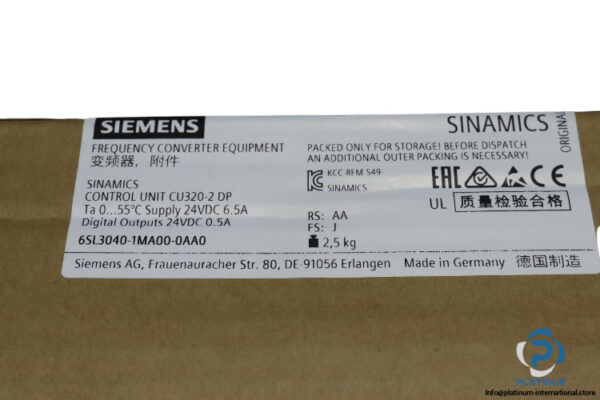 SIEMENS
SINAMICS
ORIGINAL
FREQUENCY CONVERTER EQUIPMENT
变频器，附件
PACKED ONLY FOR STORAGE! BEFORE DISPATCH
AN ADDITIONAL OUTER PACKING IS NECESSARY!
KCC-REM S49
SINAMICS
EAC
CE
UL 质量检验合格
SINAMICS
CONTROL UNIT CU320-2 DP
Ta 0...55°C Supply 24VDC 6.5A
Digital Outputs 24VDC 0.5A
6SL3040-1MA00-0AA0
RS: AA
FS: J
2,5 kg
Siemens AG, Frauenauracher Str. 80, DE-91056 Erlangen Made in Germany 德国制造
PLATINUM
Info@platinum-international.store